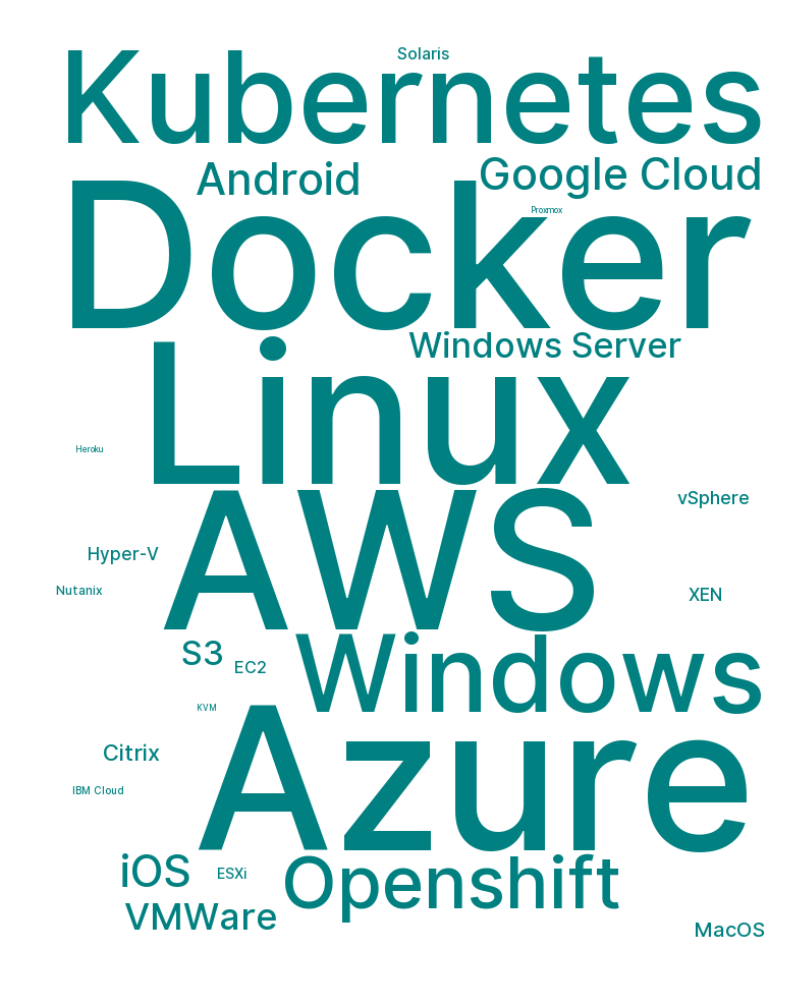 Solaris
Kubernetes
Android
Google Cloud
Docker
Proxmox
Windows Server
Linux
Heroku
AWS
vSphere
Hyper-V
Nutanix
XEN
S3
EC2
Windows
KVM
Azure
Citrix
IBM Cloud
iOS
ESXi
Openshift
VMWare
MacOS